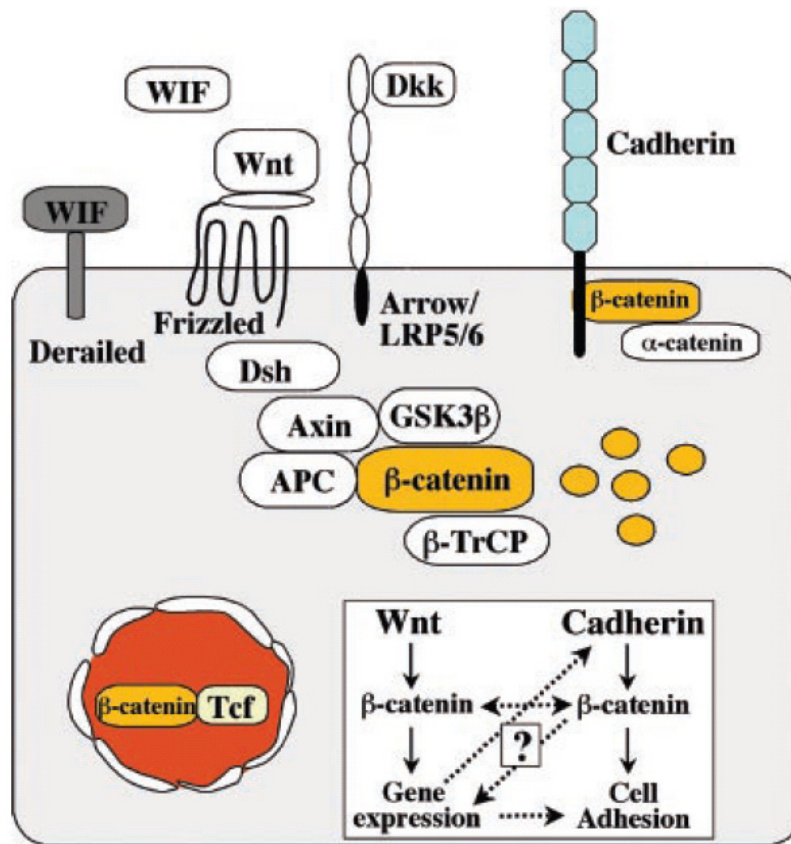 WIF
Dkk
Wnt
Cadherin
WIF
Derailed
Frizzled
Arrow/
LRP5/6
β-catenin
α-catenin
Dsh
Axin
GSK3β
APC
β-catenin
β-TrCP
β-catenin
Tcf
Wnt
Cadherin
β-catenin
β-catenin
?
Gene
expression
Cell
Adhesion